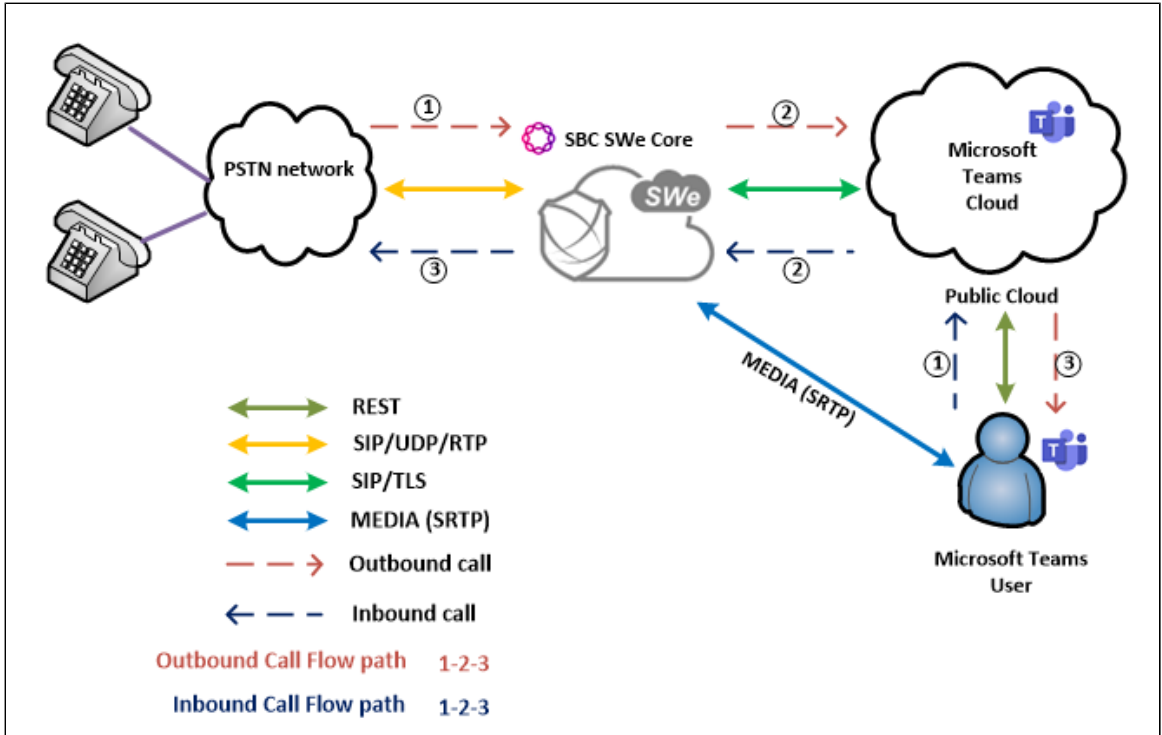 ①
②
SBC SWe Core
T
PSTN network
Microsoft
Teams
Cloud
SWe
③
②
Public Cloud
MEDIA (SRTP)
①
③
T
REST
SIP/UDP/RTP
SIP/TLS
MEDIA (SRTP)
Outbound call
Inbound call
Microsoft Teams
User
Outbound Call Flow path 1-2-3
Inbound Call Flow path 1-2-3